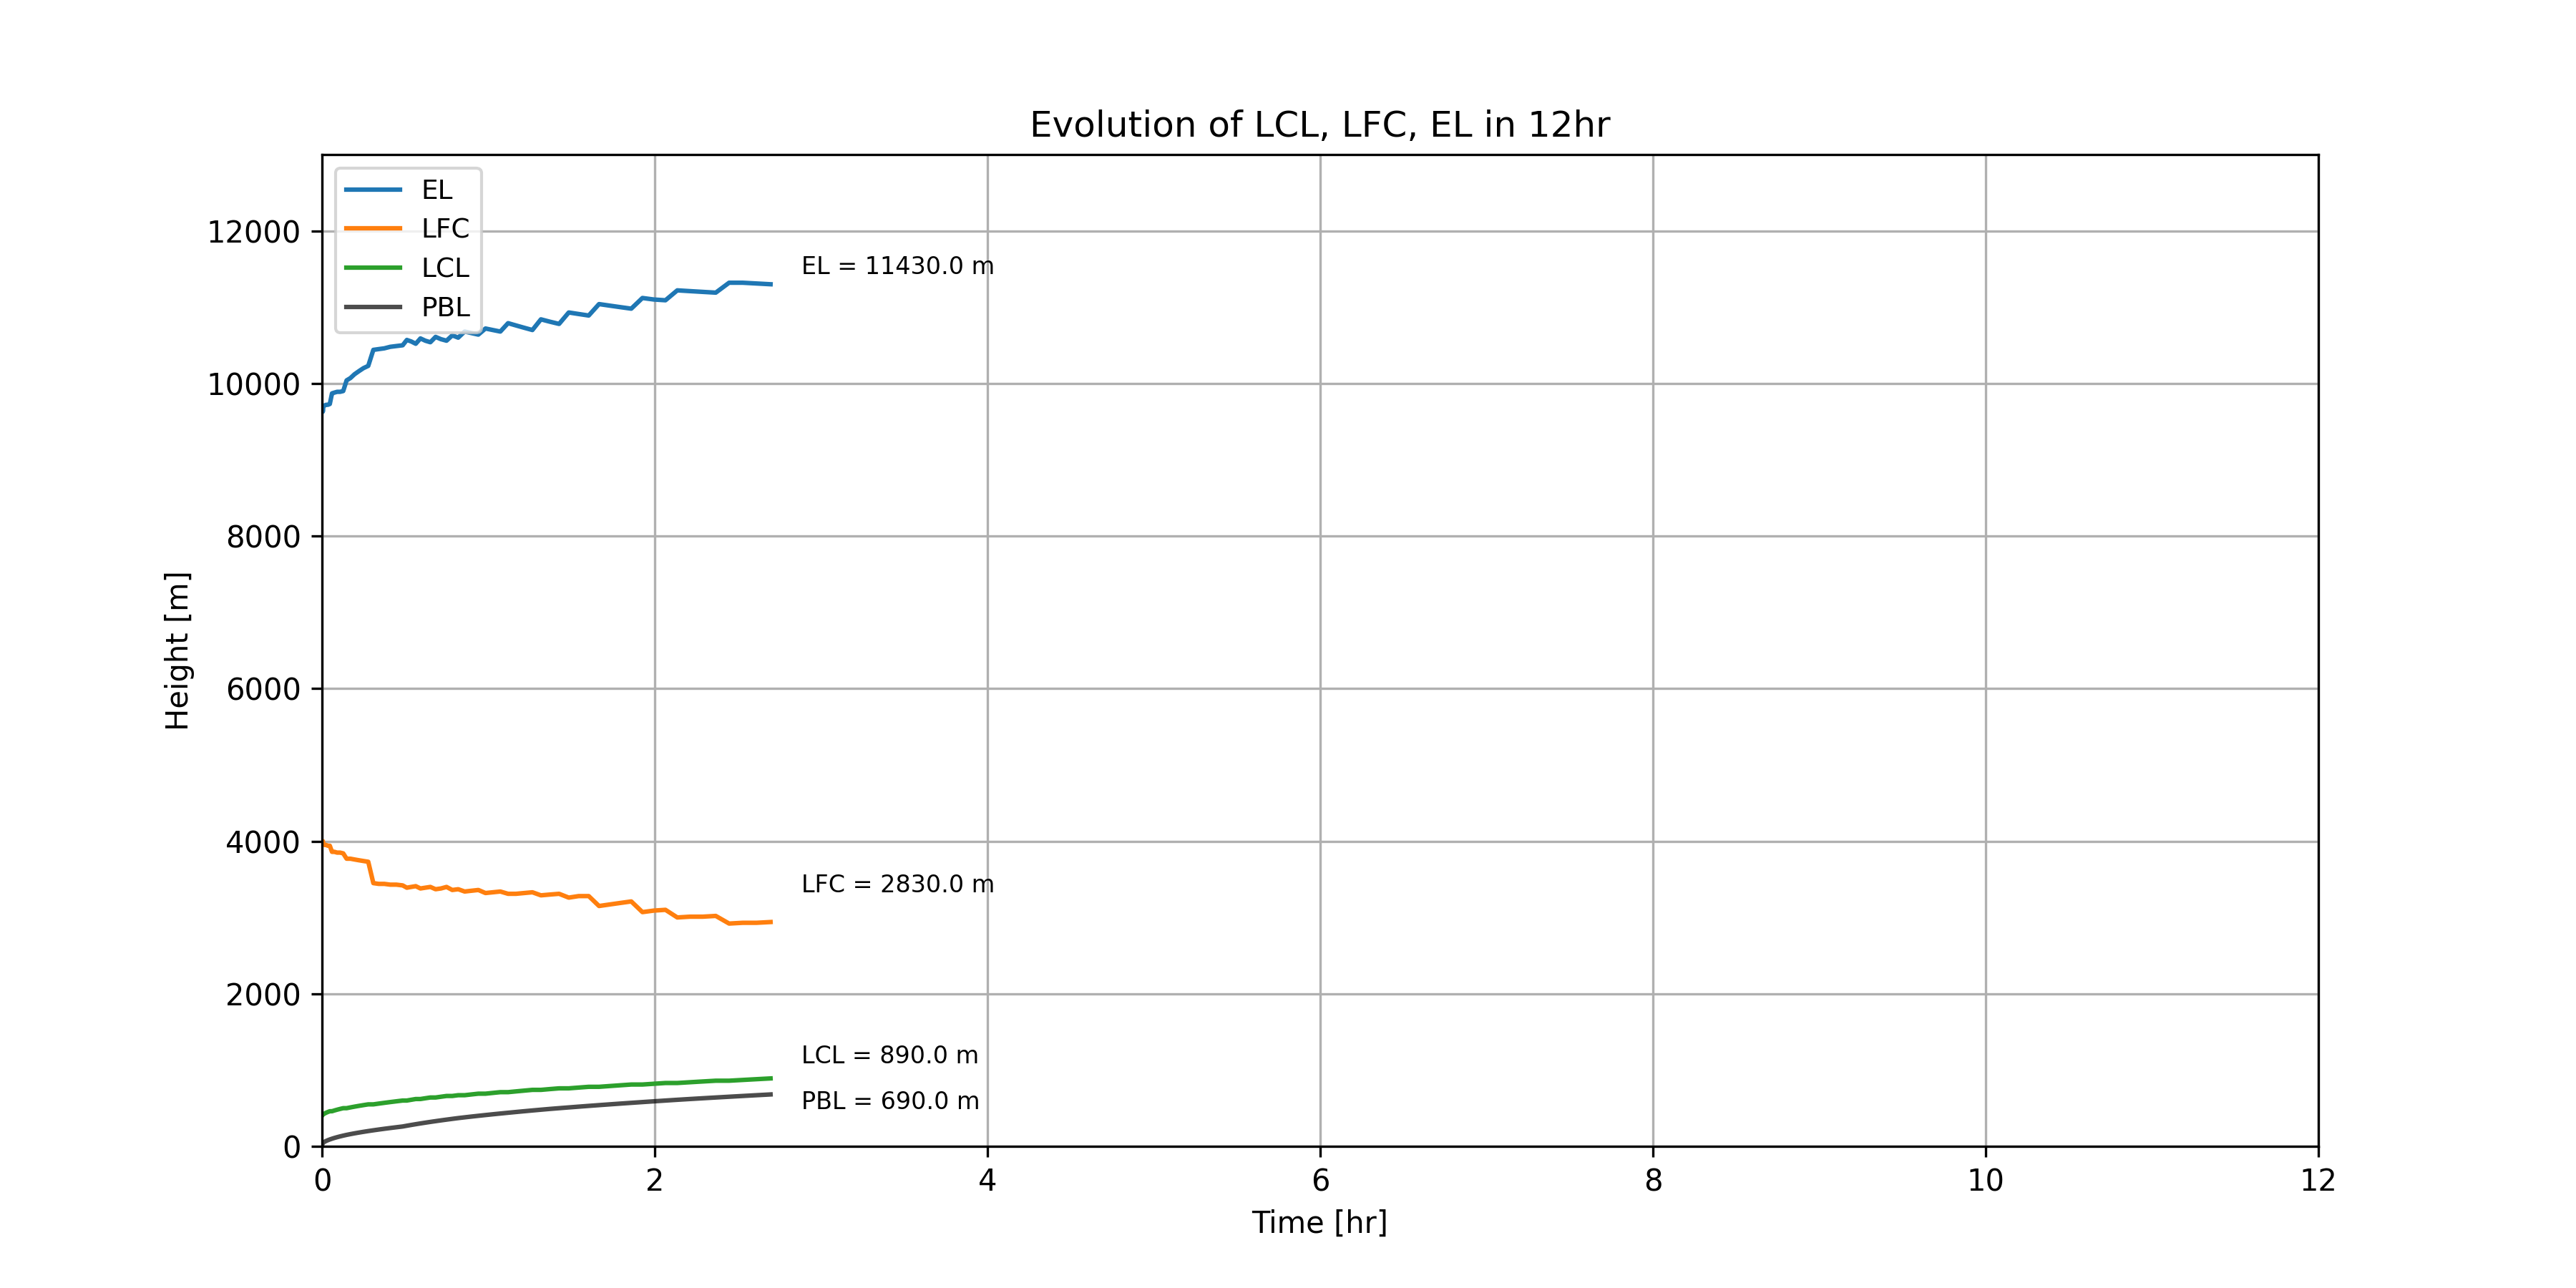 Evolution of LCL, LFC, EL in 12hr
EL
LFC
LCL
PBL
12000
10000
8000
6000
4000
2000
0
Height [m]
EL = 11430.0 m
LFC = 2830.0 m
LCL = 890.0 m
PBL = 690.0 m
0 2 4 6 8 10 12
Time [hr]